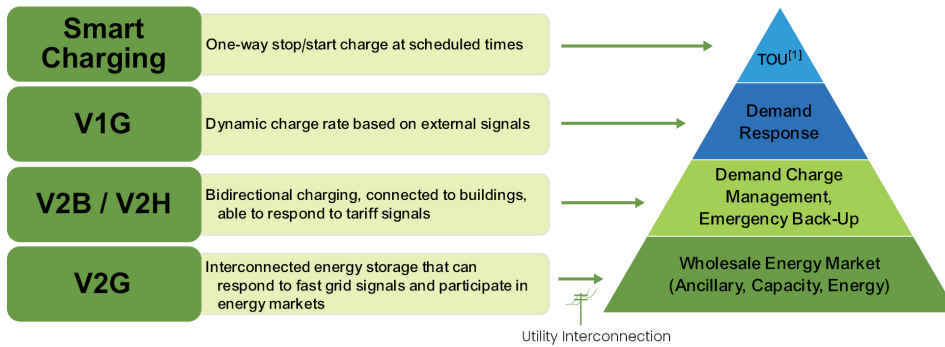 Smart
Charging
One-way stop/start charge at scheduled times
TOU[1]
V1G
Dynamic charge rate based on external signals
Demand
Response
V2B / V2H
Bidirectional charging, connected to buildings,
able to respond to tariff signals
Demand Charge
Management,
Emergency Back-Up
V2G
Interconnected energy storage that can
respond to fast grid signals and participate in
energy markets
Wholesale Energy Market
(Ancillary, Capacity, Energy)
Utility Interconnection